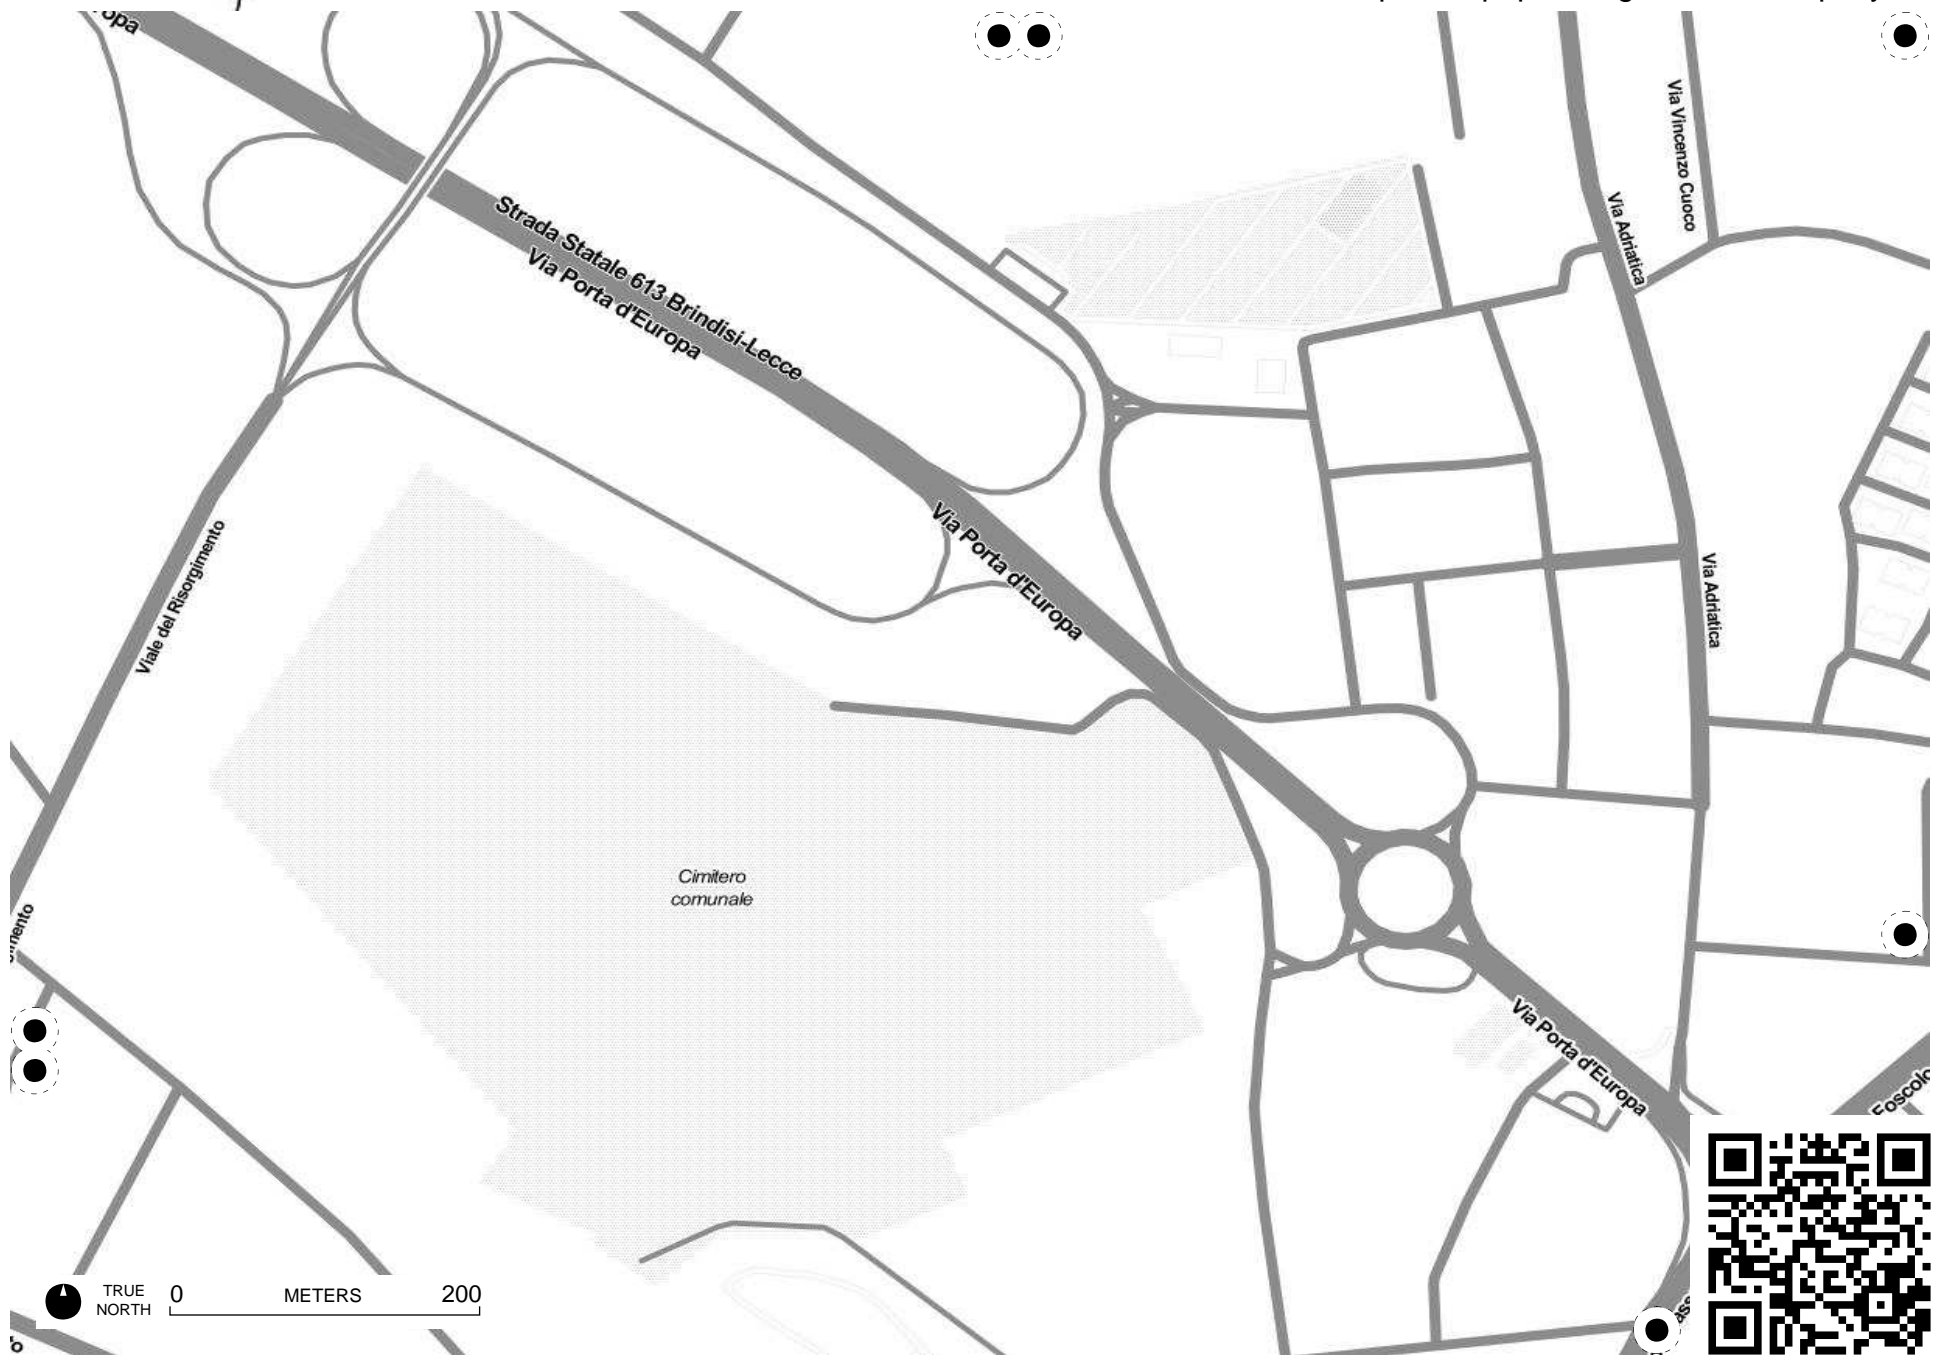 Strada Statale 613 Brindisi-Lecce
Via Porta d'Europa
Via Vincenzo Cuoco
Via Adriatica
Via Porta d'Europa
Viale del Risorgimento
Via Adriatica
Cimitero
comunale
Via Porta d'Europa
Foscolo
TRUE
NORTH
0 METERS 200